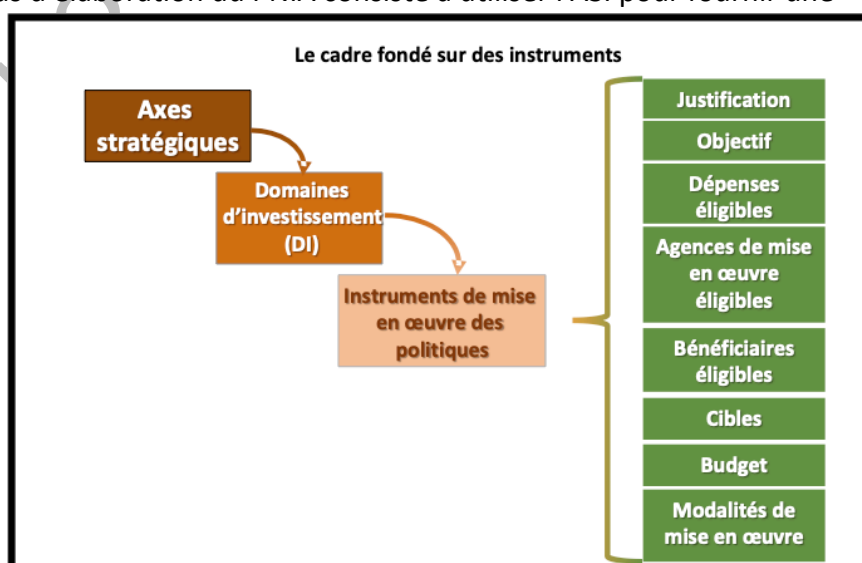 Le cadre fondé sur des instruments
Axes
stratégiques
Domaines
d'investissement
(DI)
Instruments de mise
en œuvre des
politiques
Justification
Objectif
Dépenses
éligibles
Agences de mise
en œuvre
éligibles
Bénéficiaires
éligibles
Cibles
Budget
Modalités de
mise en œuvre